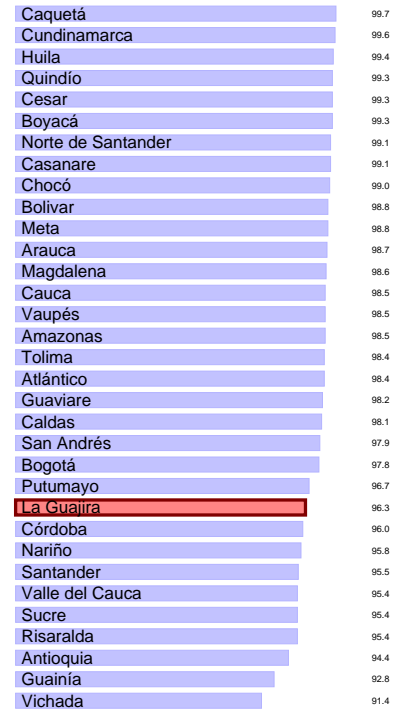 Caquetá 99.7
Cundinamarca 99.6
Huila 99.4
Quindío 99.3
Cesar 99.3
Boyacá 99.3
Norte de Santander 99.1
Casanare 99.1
Chocó 99.0
Bolivar 98.8
Meta 98.8
Arauca 98.7
Magdalena 98.6
Cauca 98.5
Vaupés 98.5
Amazonas 98.5
Tolima 98.4
Atlántico 98.4
Guaviare 98.2
Caldas 98.1
San Andrés 97.9
Bogotá 97.8
Putumayo 96.7
La Guajira 96.3
Córdoba 96.0
Nariño 95.8
Santander 95.5
Valle del Cauca 95.4
Sucre 95.4
Risaralda 95.4
Antioquia 94.4
Guainía 92.8
Vichada 91.4